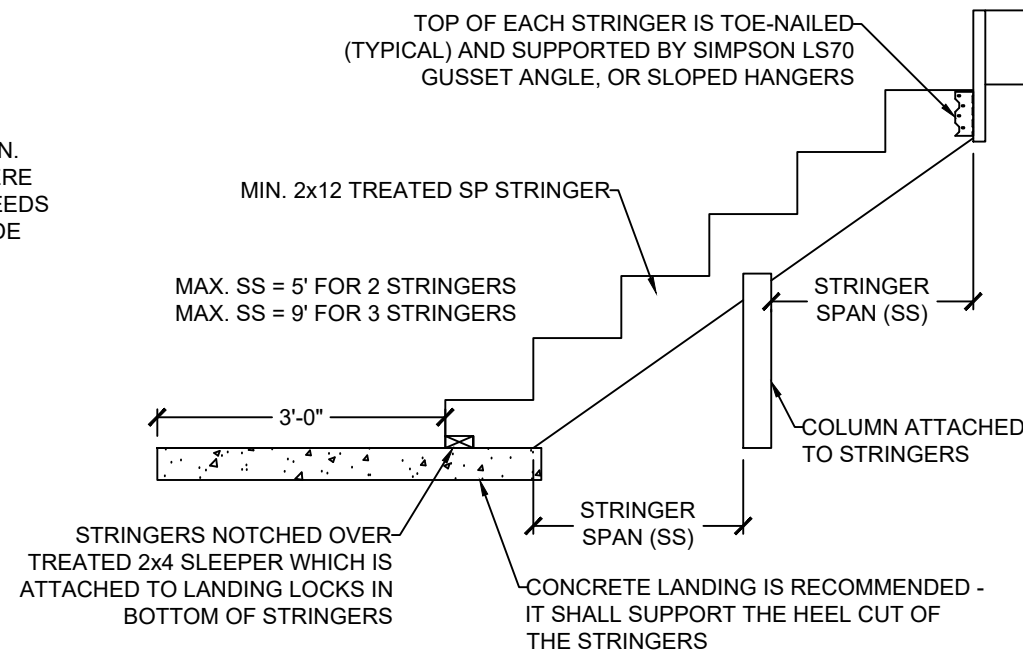 TOP OF EACH STRINGER IS TOE-NAILED
(TYPICAL) AND SUPPORTED BY SIMPSON LS70
GUSSET ANGLE, OR SLOPED HANGERS
N.
ERE
EEDS
DE
MIN. 2x12 TREATED SP STRINGER
MAX. SS = 5' FOR 2 STRINGERS
MAX. SS = 9' FOR 3 STRINGERS
STRINGER
SPAN (SS)
3'-0"
COLUMN ATTACHED
TO STRINGERS
STRINGER
SPAN (SS)
STRINGERS NOTCHED OVER
TREATED 2x4 SLEEPER WHICH IS
ATTACHED TO LANDING LOCKS IN
BOTTOM OF STRINGERS
CONCRETE LANDING IS RECOMMENDED -
IT SHALL SUPPORT THE HEEL CUT OF
THE STRINGERS